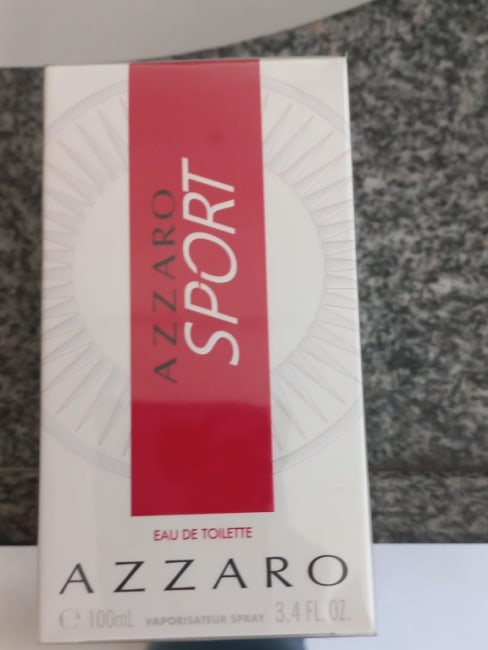 AZZARO
SPORT
EAU DE TOILETTE
AZZARO
℮ 100mL VAPORISATEUR SPRAY 3.4 FL. OZ.